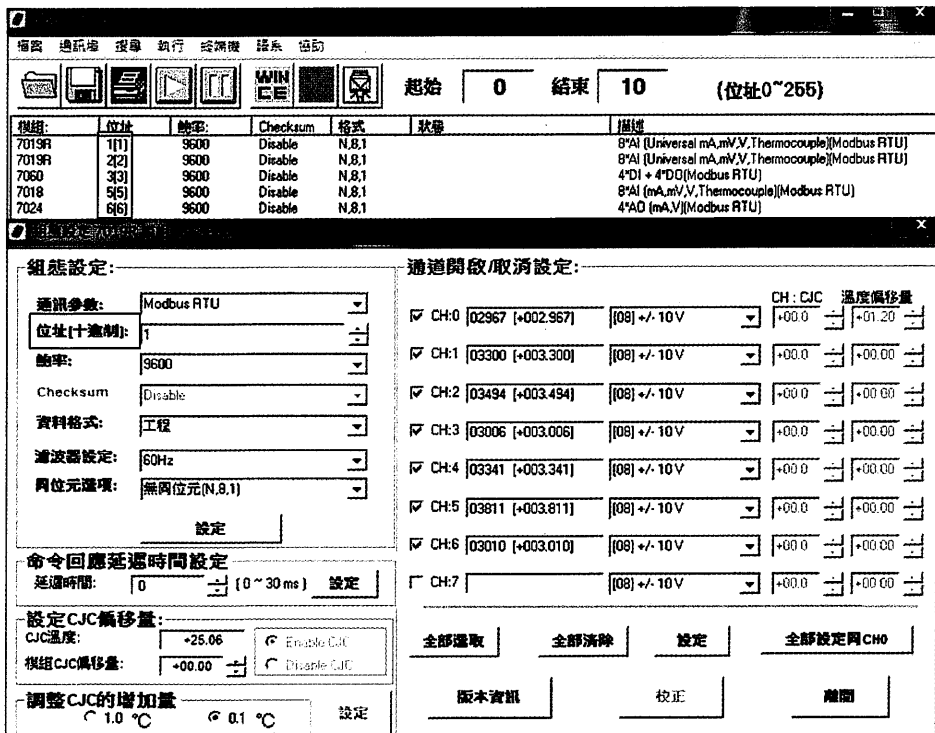 檔案 通訊埠 搜尋 執行 終端機 語系 協助
WIN CE 起始 0 結束 10 (位址0~255)
模組: 位址 鮑率: Checksum 格式 狀態 描述
7019R 1[1] 9600 Disable N,8,1 8*AI (Universal mA,mV,V,Thermocouple)(Modbus RTU)
7019R 2[2] 9600 Disable N,8,1 8*AI (Universal mA,mV,V,Thermocouple)(Modbus RTU)
7060 3[3] 9600 Disable N,8,1 4*DI + 4*DO(Modbus RTU)
7018 5[5] 9600 Disable N,8,1 8*AI (mA,mV,V,Thermocouple)(Modbus RTU)
7024 6[6] 9600 Disable N,8,1 4*AO (mA,V)(Modbus RTU)
組態設定:
通訊參數: Modbus RTU
位址[十進制]: 1
鮑率: 9600
Checksum Disable
資料格式: 工程
濾波器設定: 60Hz
同位元選項: 無同位元(N,8,1)
設定
命令回應延遲時間設定
延遲時間: 0 ( 0 ~ 30 ms ) 設定
設定CJC偏移量:
CJC溫度: +25.06
模組CJC偏移量: +00.00
Enable CJC
Disable CJC
調整CJC的增加量
1.0 °C 0.1 °C 設定
通道開啟/取消設定:
CH : CJC 溫度偏移量
CH:0 02967 [+002.967] [08] +/- 10 V +00.0 +01.20
CH:1 03300 [+003.300] [08] +/- 10 V +00.0 +00.00
CH:2 03494 [+003.494] [08] +/- 10 V +00.0 +00.00
CH:3 03006 [+003.006] [08] +/- 10 V +00.0 +00.00
CH:4 03341 [+003.341] [08] +/- 10 V +00.0 +00.00
CH:5 03811 [+003.811] [08] +/- 10 V +00.0 +00.00
CH:6 03010 [+003.010] [08] +/- 10 V +00.0 +00.00
CH:7 [08] +/- 10 V +00.0 +00.00
全部選取 全部清除 設定 全部設定同CH0
版本資訊 校正 離開